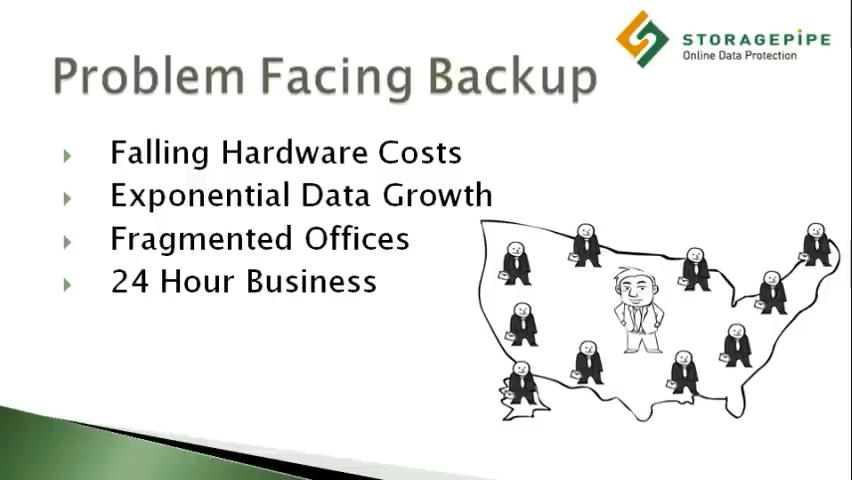 STORAGEPIPE
Online Data Protection
Problem Facing Backup
Falling Hardware Costs
Exponential Data Growth
Fragmented Offices
24 Hour Business